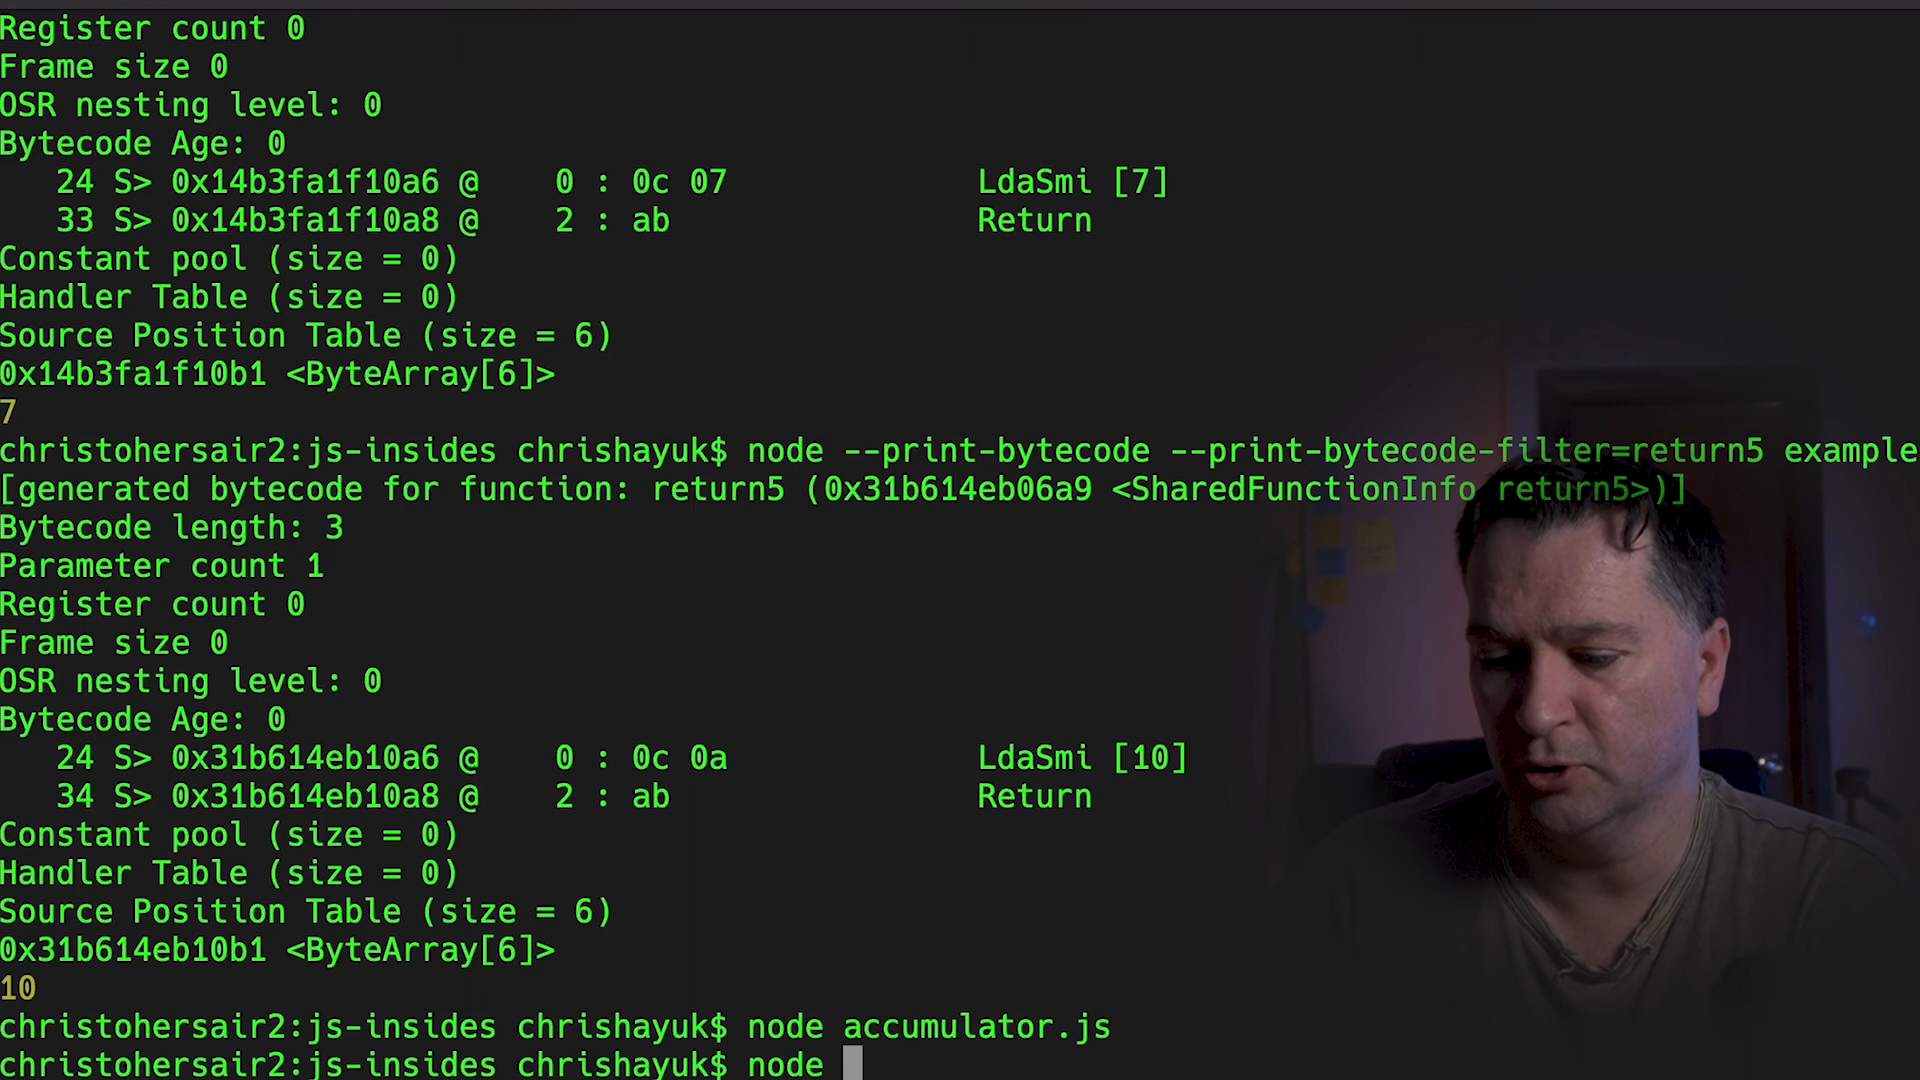 Register count 0
Frame size 0
OSR nesting level: 0
Bytecode Age: 0
   24 S> 0x14b3fa1f10a6 @    0 : 0c 07             LdaSmi [7]
   33 S> 0x14b3fa1f10a8 @    2 : ab                Return
Constant pool (size = 0)
Handler Table (size = 0)
Source Position Table (size = 6)
0x14b3fa1f10b1 <ByteArray[6]>
7
christohersair2:js-insides chrishayuk$ node --print-bytecode --print-bytecode-filter=return5 example
[generated bytecode for function: return5 (0x31b614eb06a9 <SharedFunctionInfo return5>)]
Bytecode length: 3
Parameter count 1
Register count 0
Frame size 0
OSR nesting level: 0
Bytecode Age: 0
   24 S> 0x31b614eb10a6 @    0 : 0c 0a             LdaSmi [10]
   34 S> 0x31b614eb10a8 @    2 : ab                Return
Constant pool (size = 0)
Handler Table (size = 0)
Source Position Table (size = 6)
0x31b614eb10b1 <ByteArray[6]>
10
christohersair2:js-insides chrishayuk$ node accumulator.js
christohersair2:js-insides chrishayuk$ node